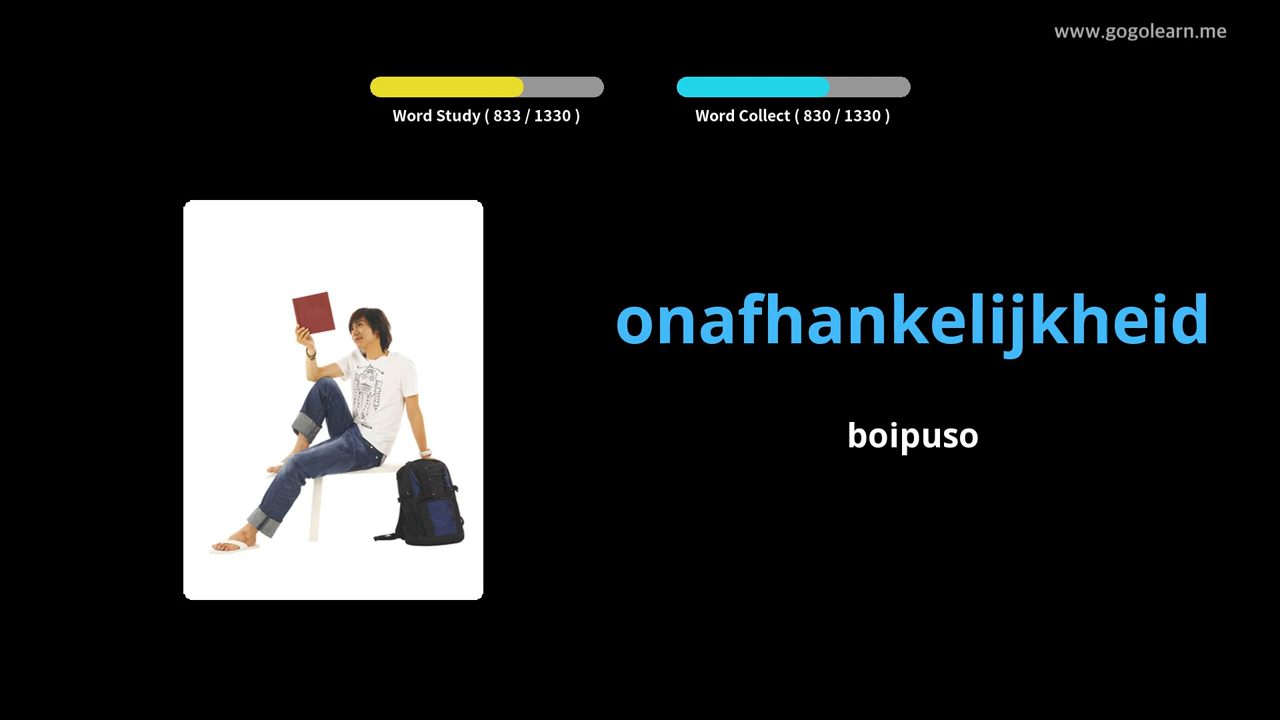 www.gogolearn.me
Word Study ( 833 / 1330 )
Word Collect ( 830 / 1330 )
onafhankelijkheid
boipuso